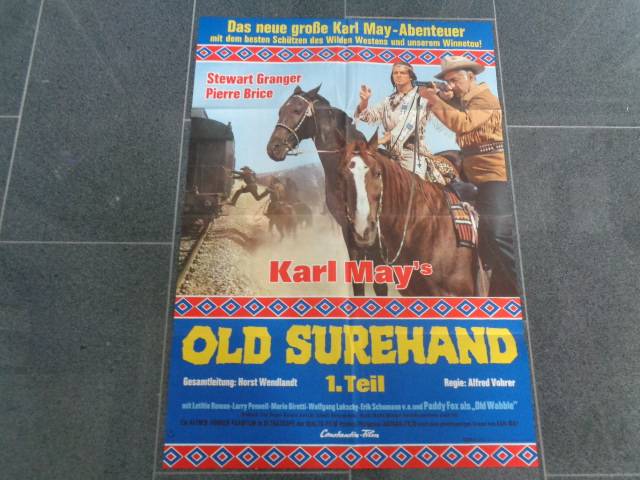 Das neue große Karl May-Abenteuer
mit dem besten Schützen des Wilden Westens und unserem Winnetou!
Stewart Granger
Pierre Brice
Karl May's
OLD SUREHAND
1. Teil
Gesamtleitung: Horst Wendlandt
Regie: Alfred Vohrer
mit Letitia Roman-Larry Pennell-Mario Girotti-Wolfgang Lukschy-Erik Schumann v.a. und Paddy Fox als „Old Wabble"
Constantin-Film